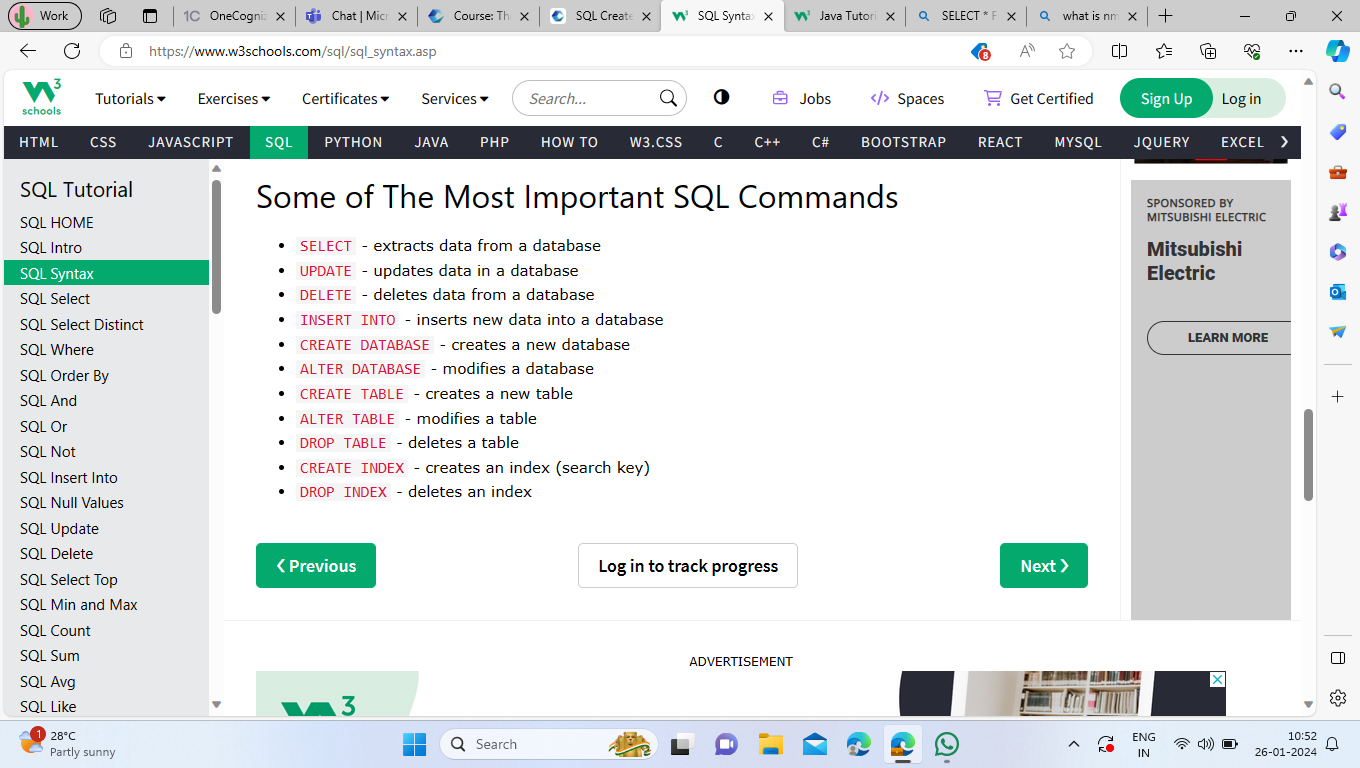 Work
OneCogniz
Chat | Micr
Course: Th
SQL Create
SQL Syntax
Java Tutori
SELECT * F
what is nm
https://www.w3schools.com/sql/sql_syntax.asp
8
W3
schools
Tutorials
Exercises
Certificates
Services
Search...
Jobs
Spaces
Get Certified
Sign Up
Log in
HTML CSS JAVASCRIPT SQL PYTHON JAVA PHP HOW TO W3.CSS C C++ C# BOOTSTRAP REACT MYSQL JQUERY EXCEL
SQL Tutorial
SQL HOME
SQL Intro
SQL Syntax
SQL Select
SQL Select Distinct
SQL Where
SQL Order By
SQL And
SQL Or
SQL Not
SQL Insert Into
SQL Null Values
SQL Update
SQL Delete
SQL Select Top
SQL Min and Max
SQL Count
SQL Sum
SQL Avg
SQL Like
Some of The Most Important SQL Commands
• SELECT - extracts data from a database
• UPDATE - updates data in a database
• DELETE - deletes data from a database
• INSERT INTO - inserts new data into a database
• CREATE DATABASE - creates a new database
• ALTER DATABASE - modifies a database
• CREATE TABLE - creates a new table
• ALTER TABLE - modifies a table
• DROP TABLE - deletes a table
• CREATE INDEX - creates an index (search key)
• DROP INDEX - deletes an index
❮ Previous
Log in to track progress
Next ❯
SPONSORED BY
MITSUBISHI ELECTRIC
Mitsubishi
Electric
LEARN MORE
ADVERTISEMENT
W3
1
28°C
Partly sunny
Search
ENG
IN
10:52
26-01-2024